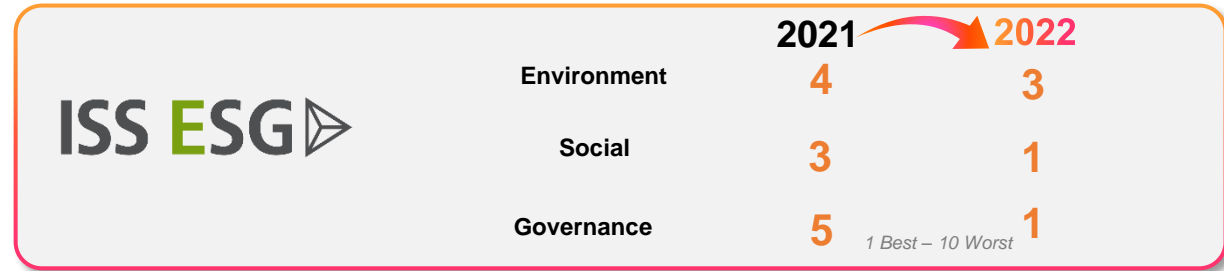 2021 2022
Environment 4 3
ISS ESG
Social 3 1
Governance 5 1
1 Best – 10 Worst